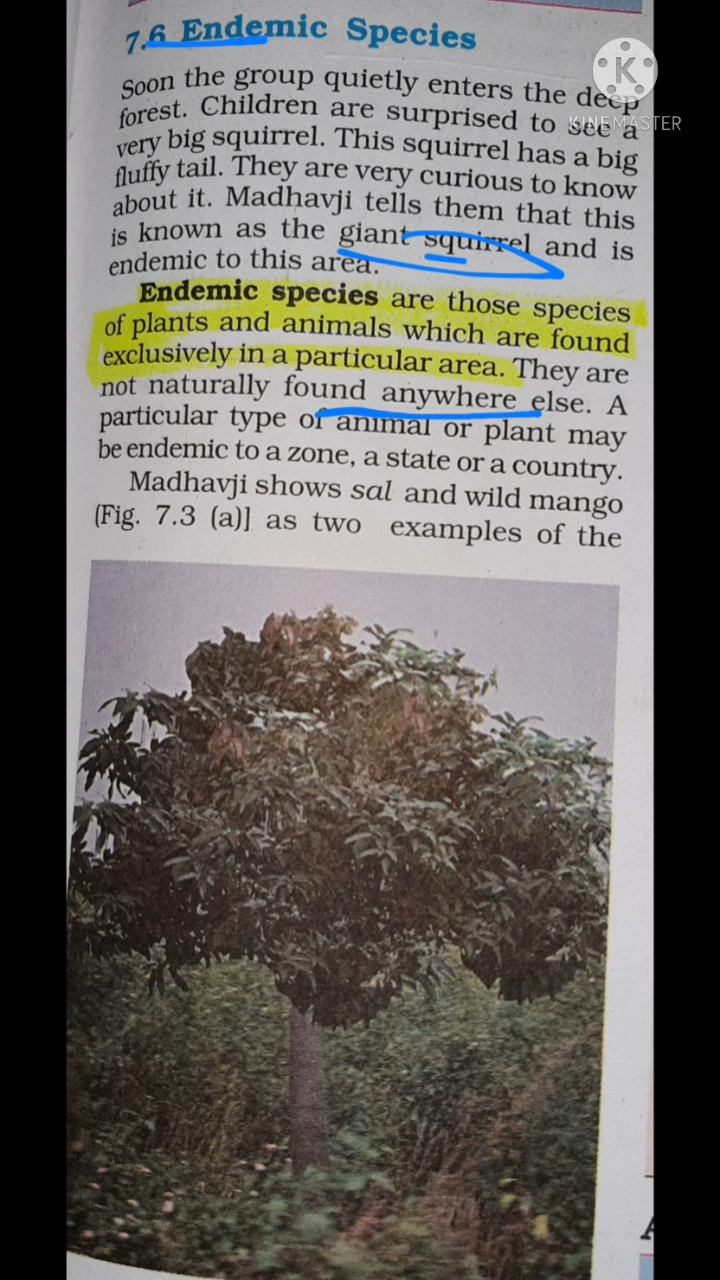 7.6 Endemic Species
KINEMASTER
Soon the group quietly enters the deep
forest. Children are surprised to see a
very big squirrel. This squirrel has a big
fluffy tail. They are very curious to know
about it. Madhavji tells them that this
is known as the giant squirrel and is
endemic to this area.
Endemic species are those species
of plants and animals which are found
exclusively in a particular area. They are
not naturally found anywhere else. A
particular type of animal or plant may
be endemic to a zone, a state or a country.
Madhavji shows sal and wild mango
(Fig. 7.3 (a)] as two examples of the